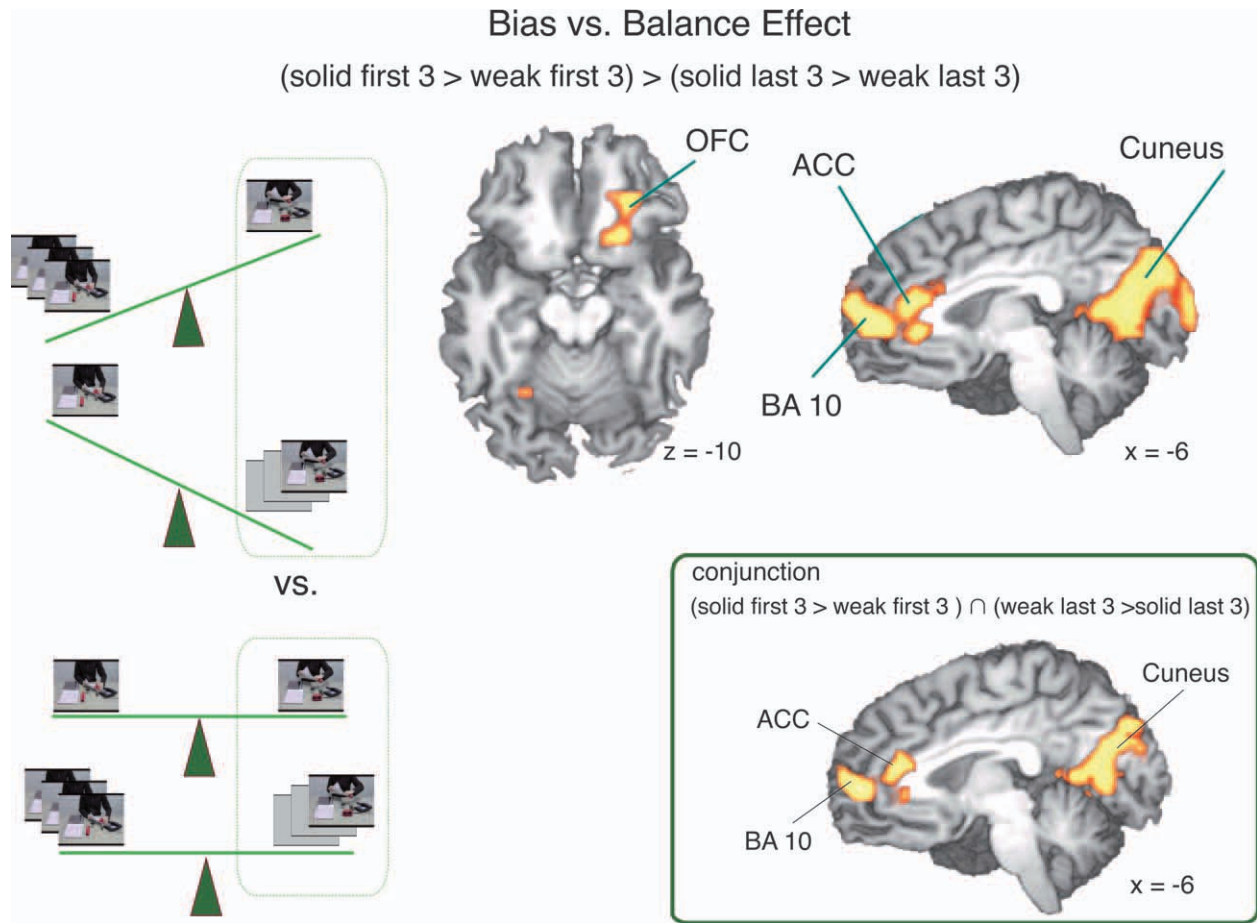 Bias vs. Balance Effect
(solid first 3 > weak first 3) > (solid last 3 > weak last 3)
OFC
ACC
Cuneus
BA 10
z = -10
x = -6
vs.
conjunction
(solid first 3 > weak first 3 ) ∩ (weak last 3 >solid last 3)
Cuneus
ACC
BA 10
x = -6